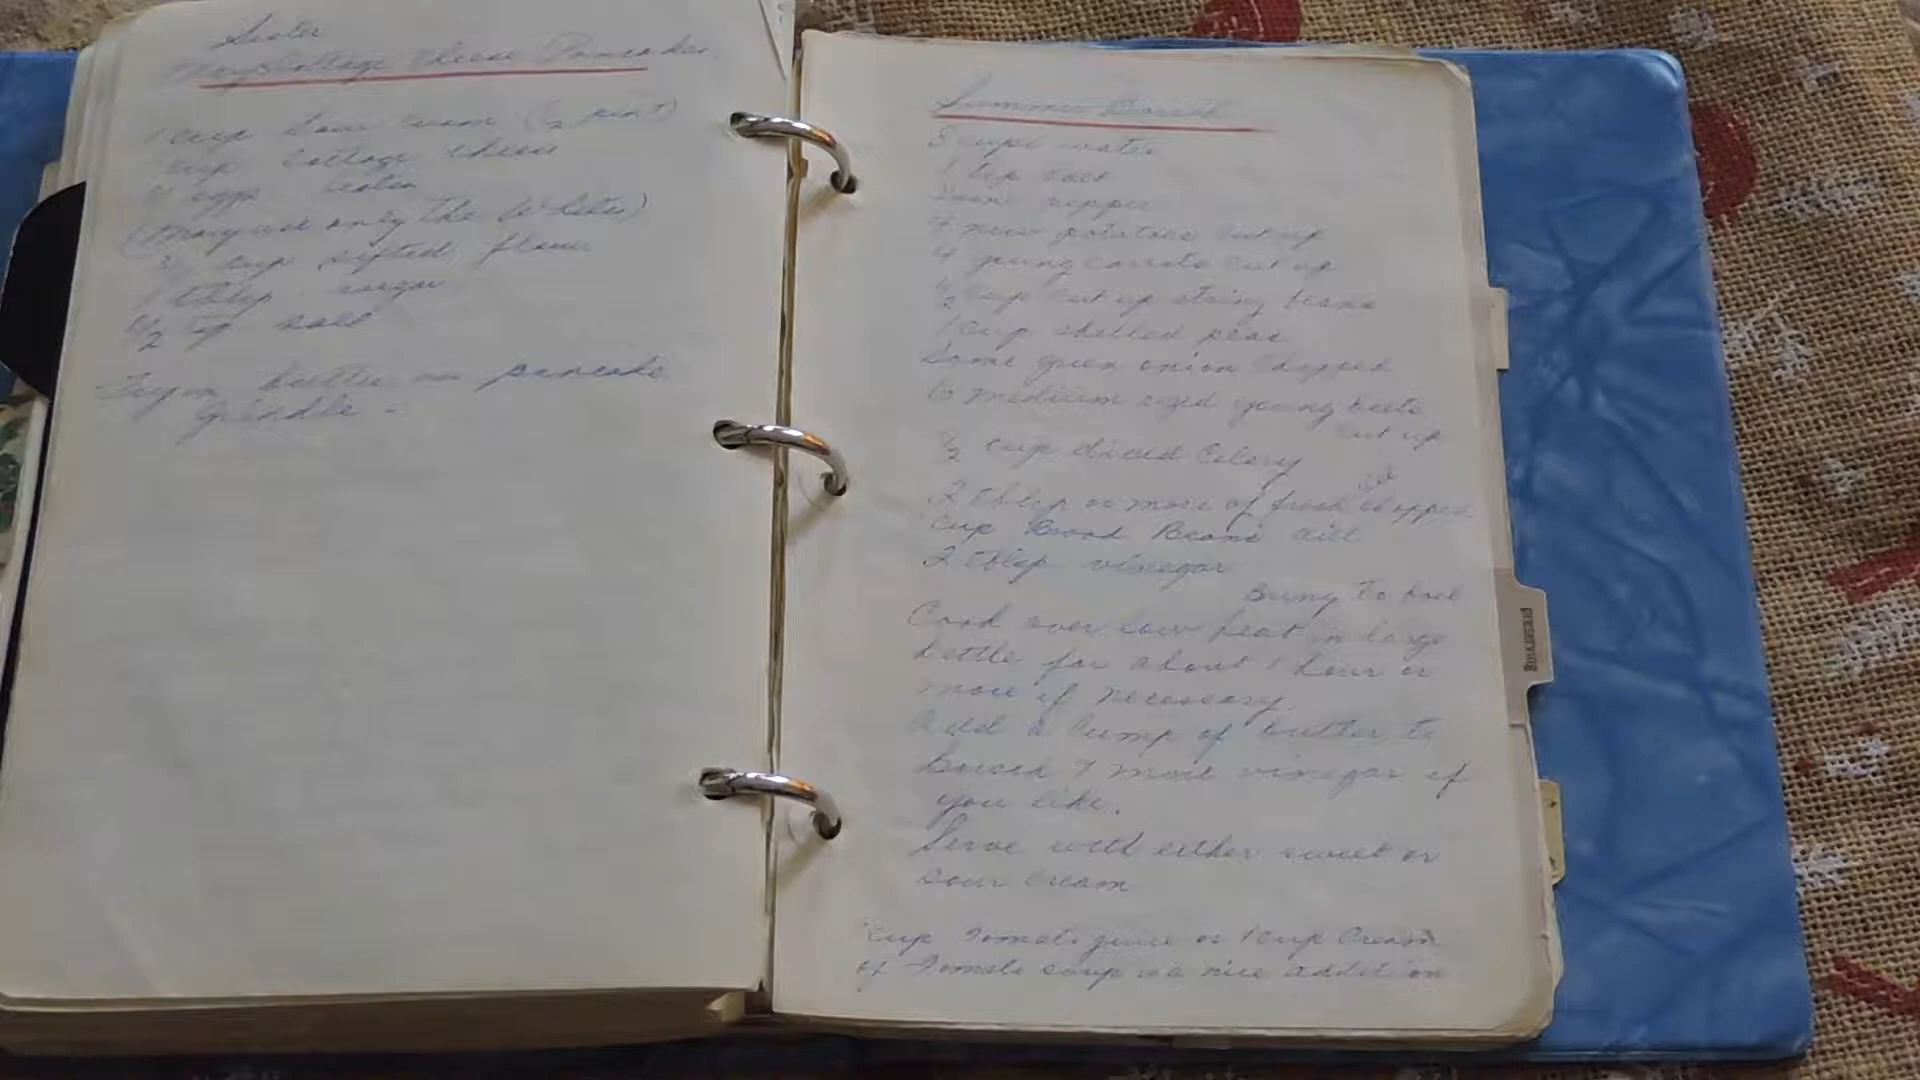 Sister
Mary's Cottage Cheese Pancakes
1 cup Sour Cream (½ pint)
cup Cottage Cheese
4 eggs beaten
(May use only the Whites)
cup sifted flour
1 tblsp. sugar
1/2 tsp salt
Fry in butter on pancake
grindle -
Summer Borsch
8 cups water
1 tsp salt
Some pepper
4 new potatoes cut up
4 young carrots cut up
½ cup cut up string beans
1 cup shelled peas
Some green onion chopped
6 medium sized young beets
cut up
½ cup diced Celery
2 tblsp or more of fresh chopped
cup Broad Beans dill
2 tblsp vinegar
Bring to boil
Cook over low heat in large
kettle for about 1 hour or
more if necessary.
Add a lump of butter to
Borsch & more vinegar if
you like.
Serve with either sweet or
sour cream
cup Tomato juice or 1 cup Cream
of Tomato soup is a nice addition